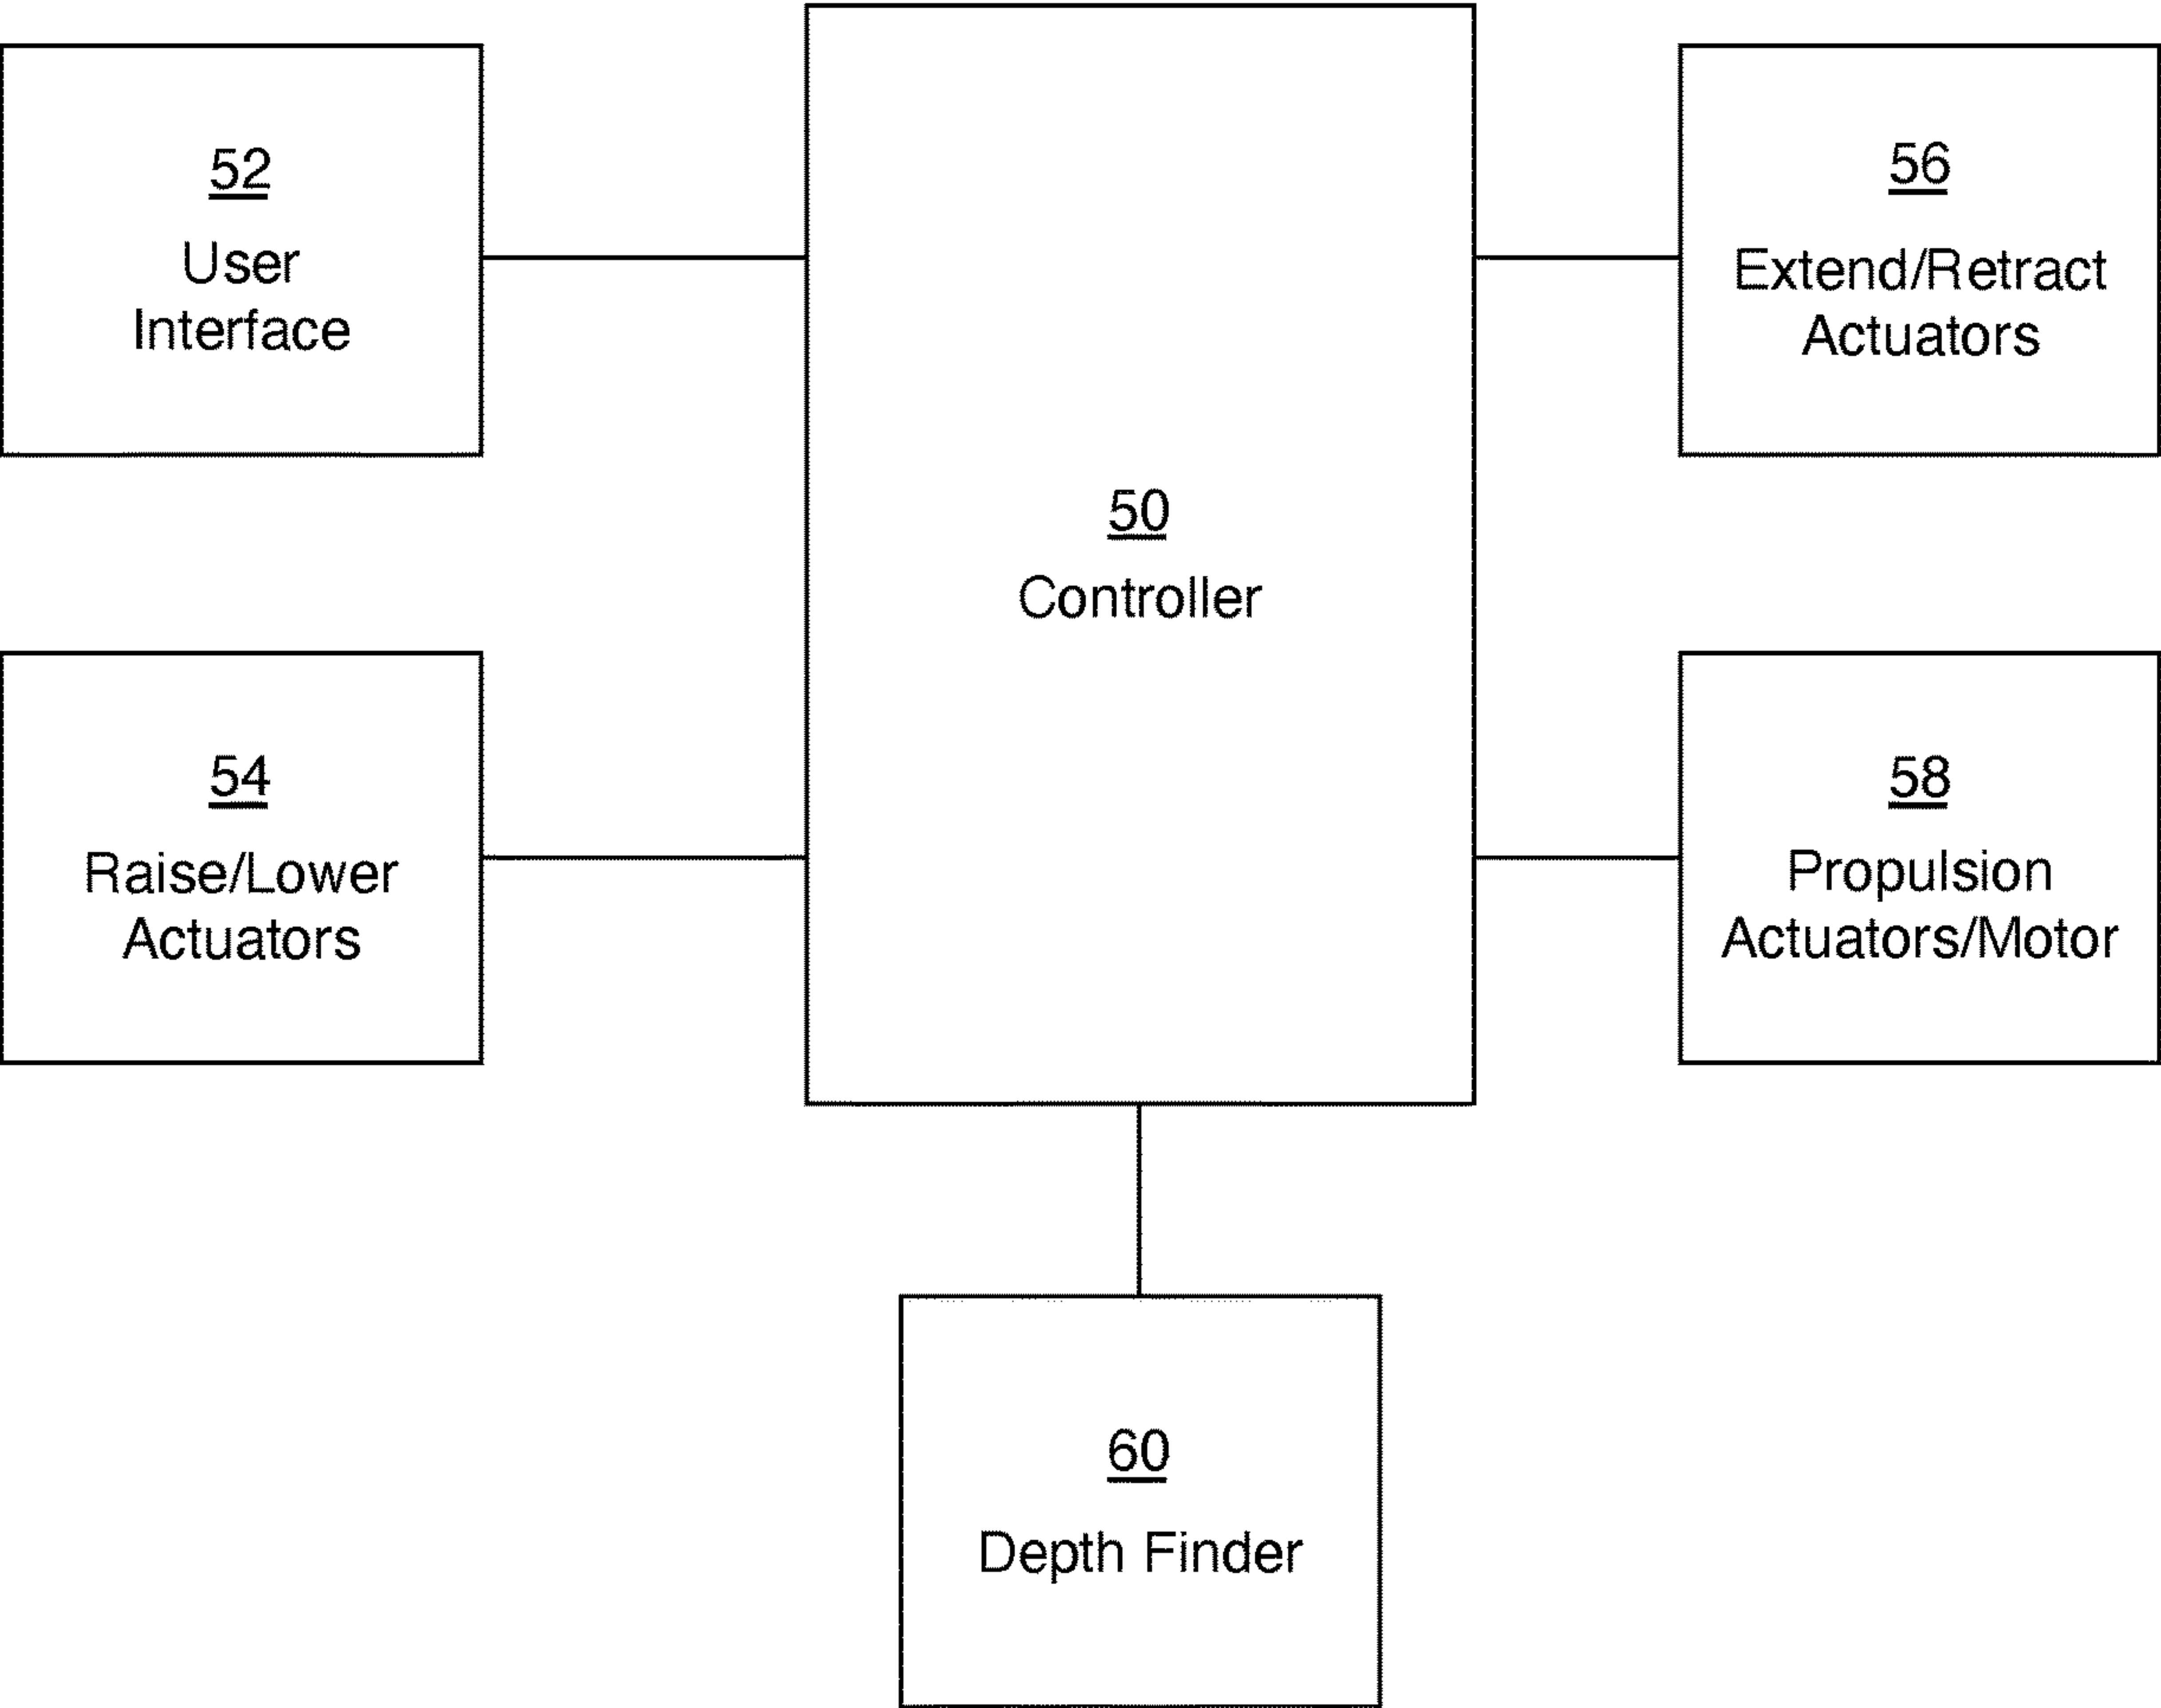 52
User
Interface
50
Controller
56
Extend/Retract
Actuators
54
Raise/Lower
Actuators
58
Propulsion
Actuators/Motor
60
Depth Finder